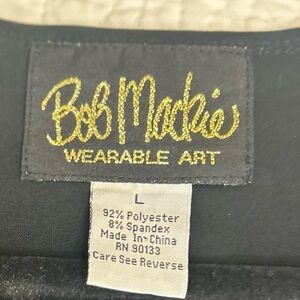 Bob Mackie
WEARABLE ART
L
92% Polyester
8% Spandex
Made In-China
RN 90133
Care See Reverse